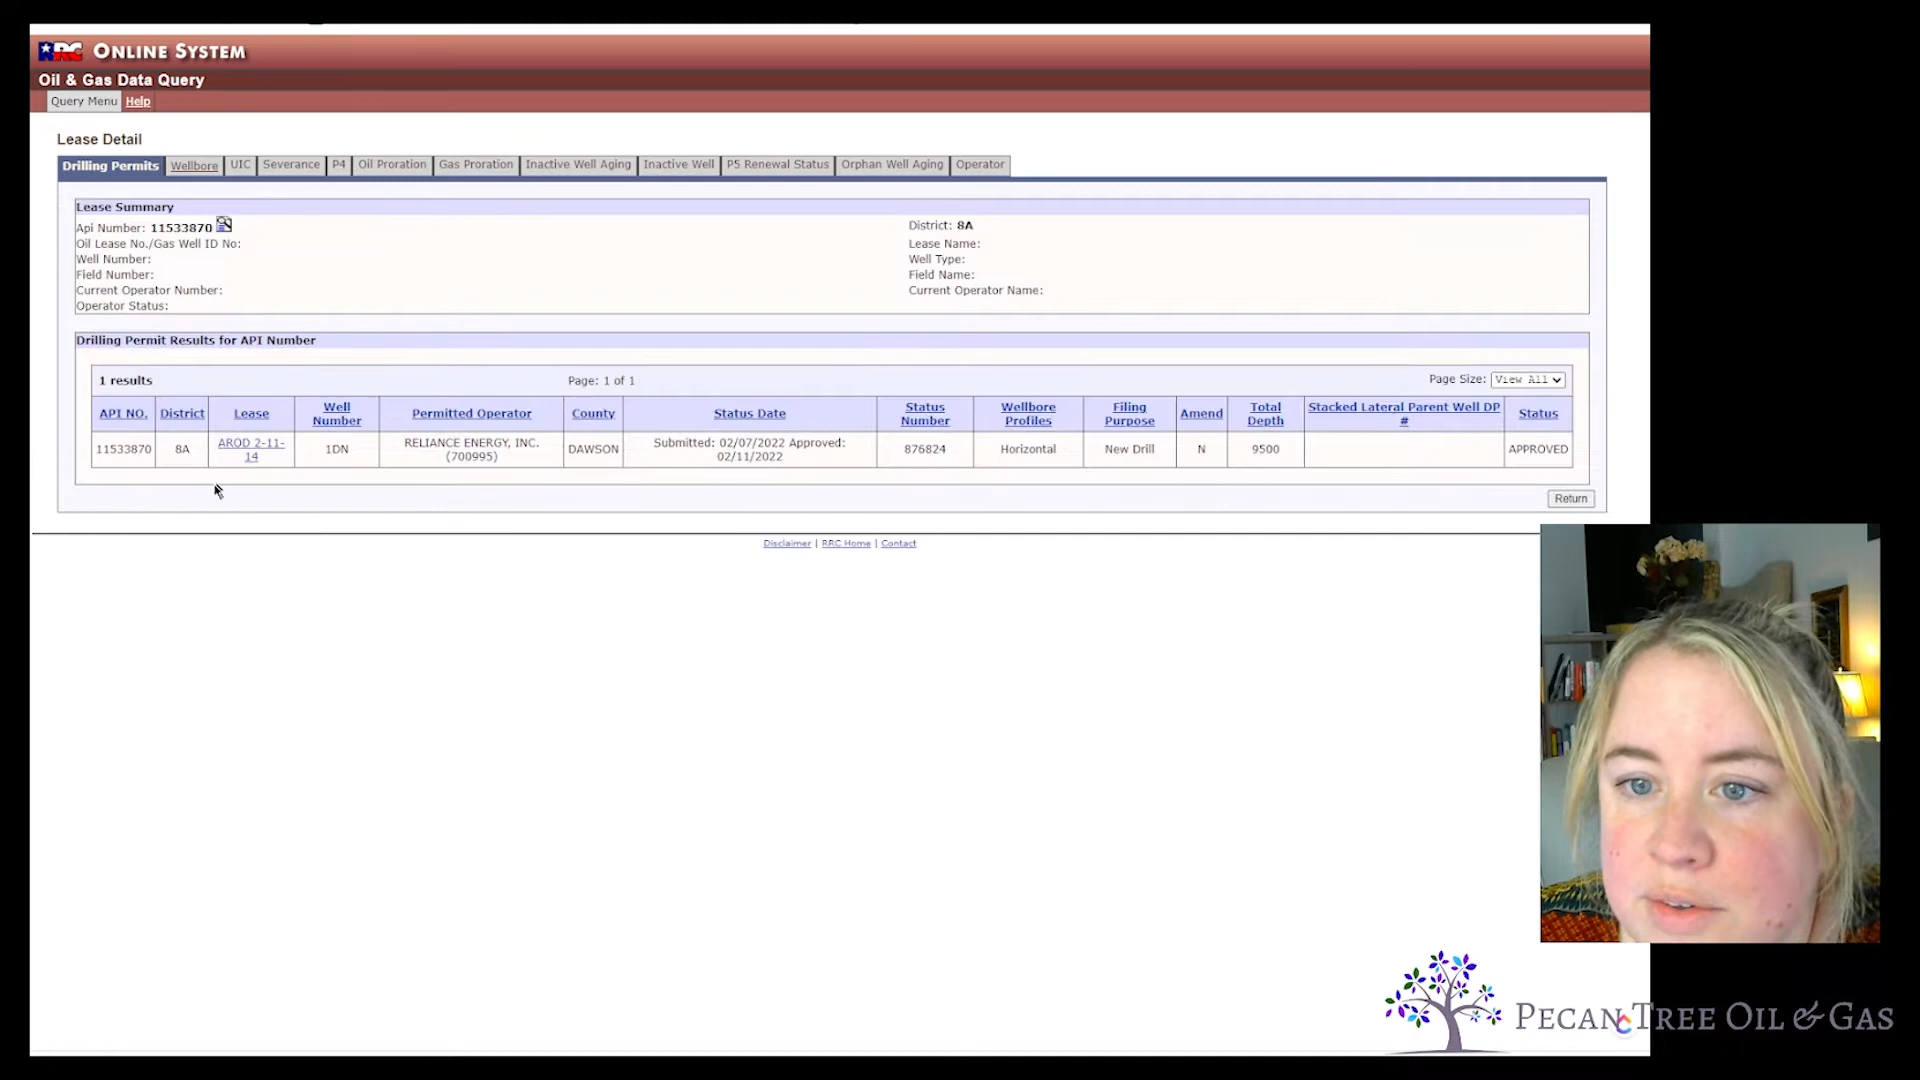 RRC ONLINE SYSTEM
Oil & Gas Data Query
Query Menu Help
Lease Detail
Drilling Permits Wellbore UIC Severance P4 Oil Proration Gas Proration Inactive Well Aging Inactive Well P5 Renewal Status Orphan Well Aging Operator
Lease Summary
Api Number: 11533870 District: 8A
Oil Lease No./Gas Well ID No: Lease Name:
Well Number: Well Type:
Field Number: Field Name:
Current Operator Number: Current Operator Name:
Operator Status:
Drilling Permit Results for API Number
1 results Page: 1 of 1 Page Size: View All
API NO. District Lease Well Number Permitted Operator County Status Date Status Number Wellbore Profiles Filing Purpose Amend Total Depth Stacked Lateral Parent Well DP # Status
11533870 8A AROD 2-11-14 1DN RELIANCE ENERGY, INC. (700995) DAWSON Submitted: 02/07/2022 Approved: 02/11/2022 876824 Horizontal New Drill N 9500 APPROVED
Return
Disclaimer | RRC Home | Contact
PECAN TREE OIL & GAS